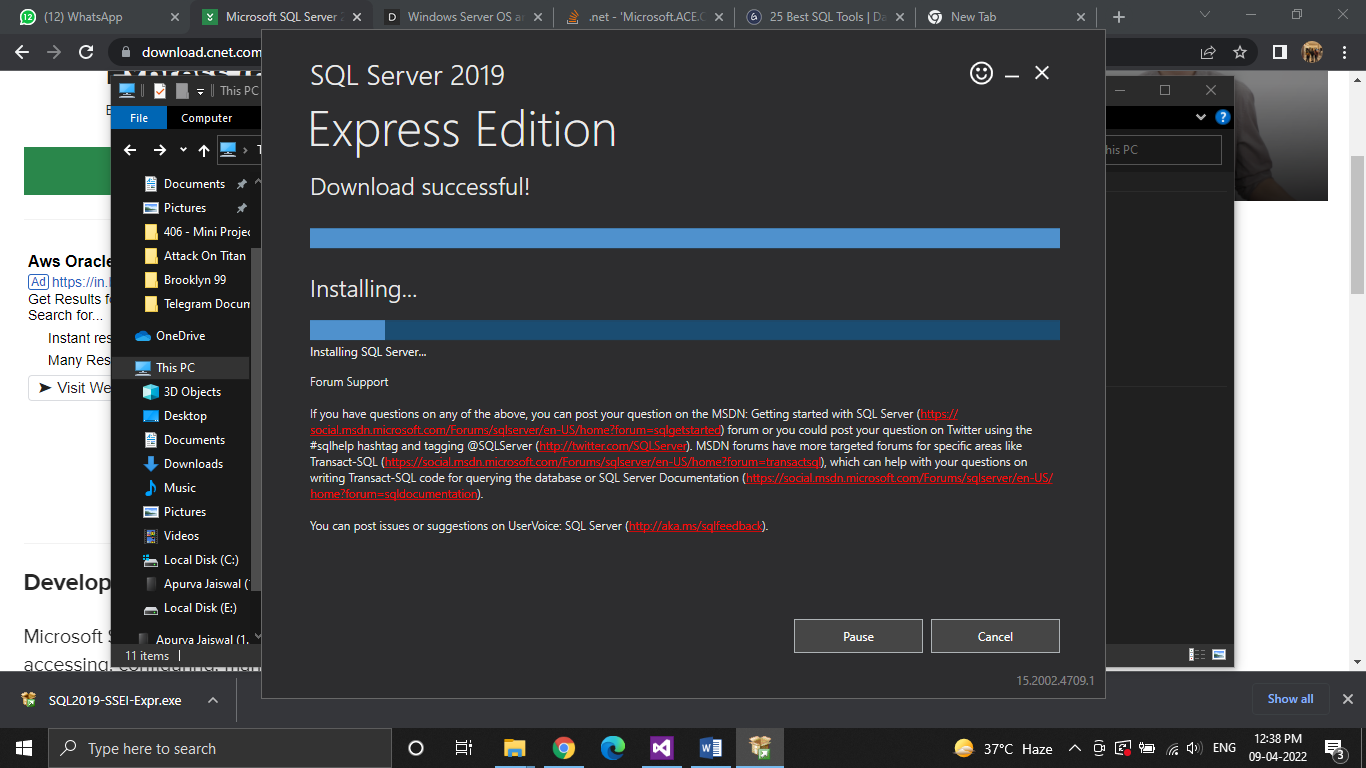 (12) WhatsApp
Microsoft SQL Server 2
Windows Server OS a
.net - 'Microsoft.ACE.O
25 Best SQL Tools | Da
New Tab
download.cnet.com
This PC
File
Computer
his PC
Documents
Pictures
406 - Mini Projec
Attack On Titan
Brooklyn 99
Telegram Docum
OneDrive
This PC
3D Objects
Desktop
Documents
Downloads
Music
Pictures
Videos
Local Disk (C:)
Apurva Jaiswal (
Local Disk (E:)
Apurva Jaiswal (1.
11 items
Aws Oracle
Ad https://in.
Get Results f
Search for...
Instant res
Many Res
Visit We
Develop
Microsoft S
SQL Server 2019
Express Edition
Download successful!
Installing...
Installing SQL Server...
Forum Support
If you have questions on any of the above, you can post your question on the MSDN: Getting started with SQL Server (https://
social.msdn.microsoft.com/Forums/sqlserver/en-US/home?forum=sqlgetstarted) forum or you could post your question on Twitter using the
#sqlhelp hashtag and tagging @SQLServer (http://twitter.com/SQLServer). MSDN forums have more targeted forums for specific areas like
Transact-SQL (https://social.msdn.microsoft.com/Forums/sqlserver/en-US/home?forum=transactsql), which can help with your questions on
writing Transact-SQL code for querying the database or SQL Server Documentation (https://social.msdn.microsoft.com/Forums/sqlserver/en-US/
home?forum=sqldocumentation).
You can post issues or suggestions on UserVoice: SQL Server (http://aka.ms/sqlfeedback).
Pause
Cancel
15.2002.4709.1
SQL2019-SSEI-Expr.exe
Show all
Type here to search
37°C Haze
ENG
12:38 PM
09-04-2022
3